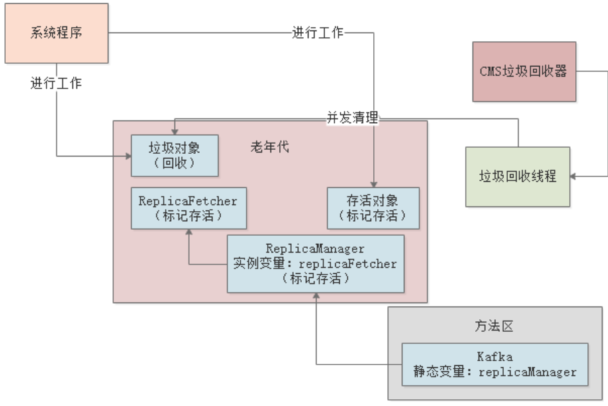 系统程序
进行工作
进行工作
CMS垃圾回收器
并发清理
垃圾对象
（回收）
老年代
垃圾回收线程
ReplicaFetcher
（标记存活）
存活对象
（标记存活）
ReplicaManager
实例变量：replicaFetcher
（标记存活）
方法区
Kafka
静态变量：replicaManager